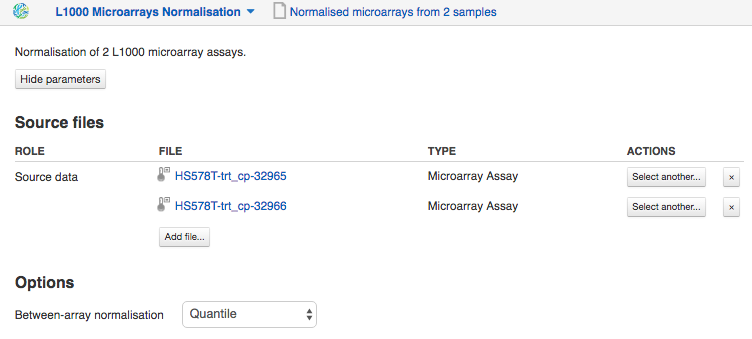 L1000 Microarrays Normalisation Normalised microarrays from 2 samples
Normalisation of 2 L1000 microarray assays.
Hide parameters
Source files
ROLE FILE TYPE ACTIONS
Source data HS578T-trt_cp-32965 Microarray Assay Select another... ×
HS578T-trt_cp-32966 Microarray Assay Select another... ×
Add file...
Options
Between-array normalisation Quantile